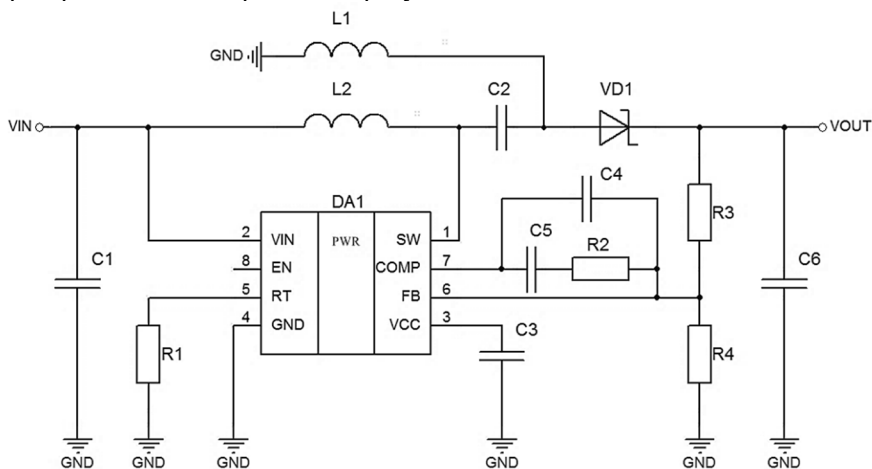 L1
GND
L2
C2
VD1
VIN
VOUT
C4
DA1
R3
C5
R2
2 VIN PWR SW 1
C1
8 EN COMP 7
C6
5 RT FB 6
4 GND VCC 3
C3
R1
R4
GND GND GND GND GND GND